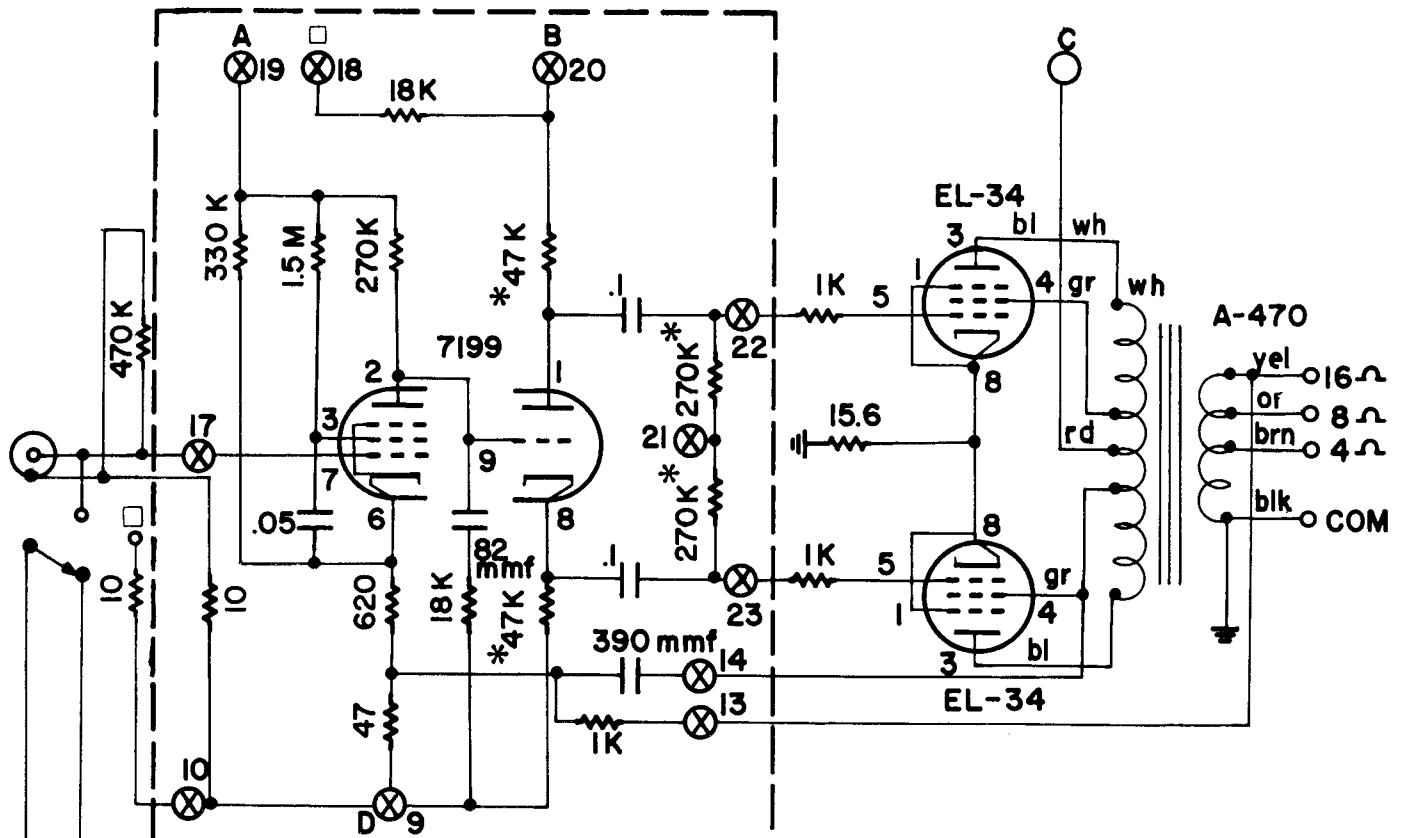 A □ B C
19 18 20
18K
EL-34
330 K 1.5M 270K *47K
3 bl wh
1 4 gr wh
.1 1K 5
470K
7199
*270K
22
A-470
2 1
8
yel 16Ω
or 8Ω
brn 4Ω
blk COM
17 3 7 9
21
15.6
rd
*270K
□ .05 6 8
82 mmf
8
.1 1K 5
gr
10 10 620 18K *47K
23
1 4
390 mmf 14
3 bl
EL-34
13
47
1K
10
D 9